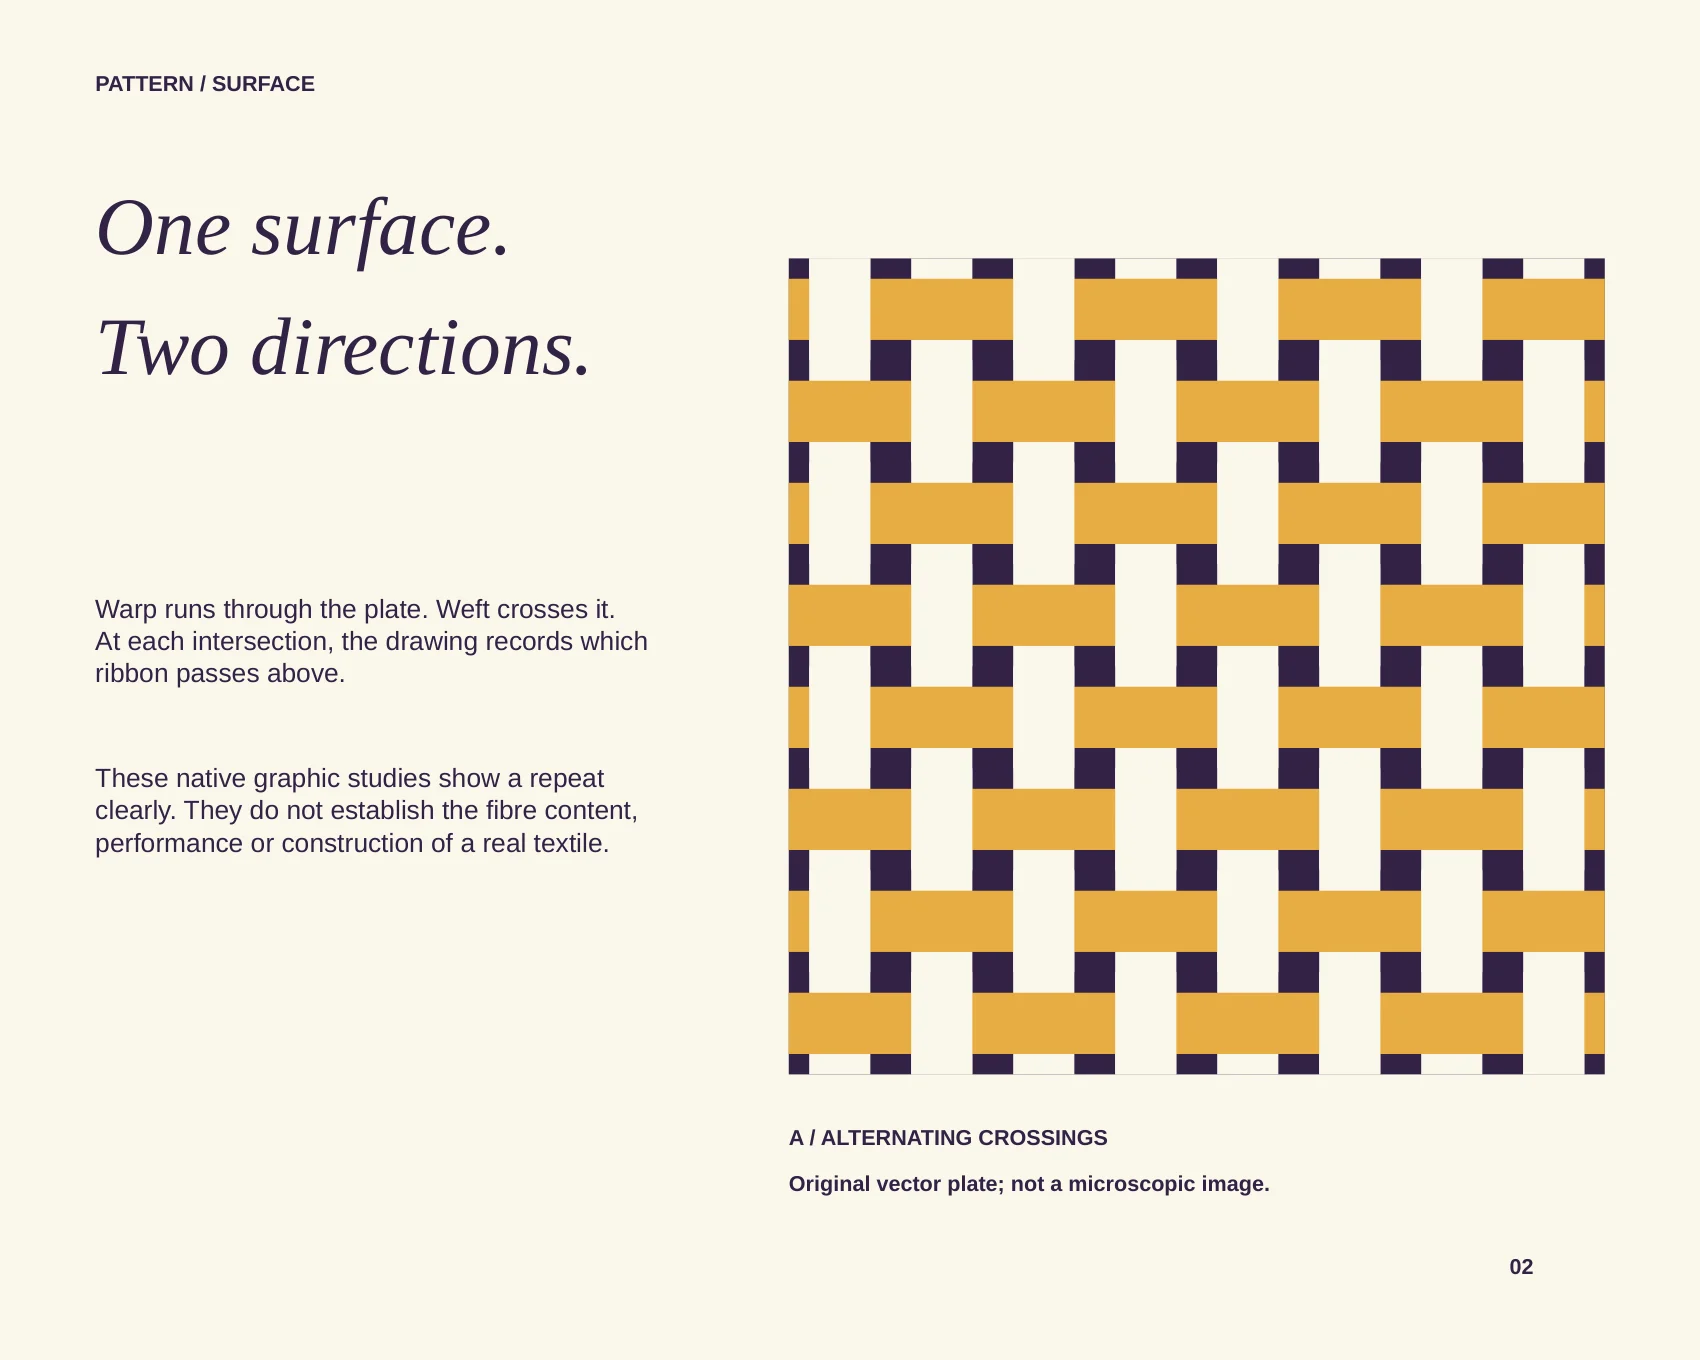 PATTERN / SURFACE
One surface.
Two directions.
Warp runs through the plate. Weft crosses it.
At each intersection, the drawing records which
ribbon passes above.
These native graphic studies show a repeat
clearly. They do not establish the fibre content,
performance or construction of a real textile.
A / ALTERNATING CROSSINGS
Original vector plate; not a microscopic image.
02